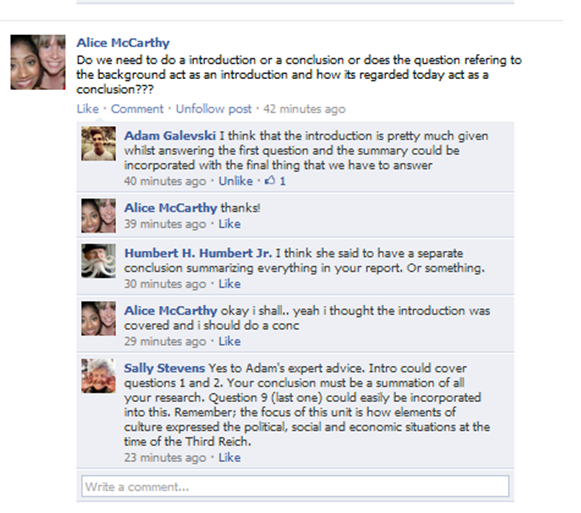 Alice McCarthy
Do we need to do a introduction or a conclusion or does the question refering to
the background act as an introduction and how its regarded today act as a
conclusion???
Like · Comment · Unfollow post · 42 minutes ago
Adam Galevski I think that the introduction is pretty much given
whilst answering the first question and the summary could be
incorporated with the final thing that we have to answer
40 minutes ago · Unlike · 1
Alice McCarthy thanks!
39 minutes ago · Like
Humbert H. Humbert Jr. I think she said to have a separate
conclusion summarizing everything in your report. Or something.
30 minutes ago · Like
Alice McCarthy okay i shall.. yeah i thought the introduction was
covered and i should do a conc
29 minutes ago · Like
Sally Stevens Yes to Adam's expert advice. Intro could cover
questions 1 and 2. Your conclusion must be a summation of all
your research. Question 9 (last one) could easily be incorporated
into this. Remember; the focus of this unit is how elements of
culture expressed the political, social and economic situations at the
time of the Third Reich.
23 minutes ago · Like
Write a comment...